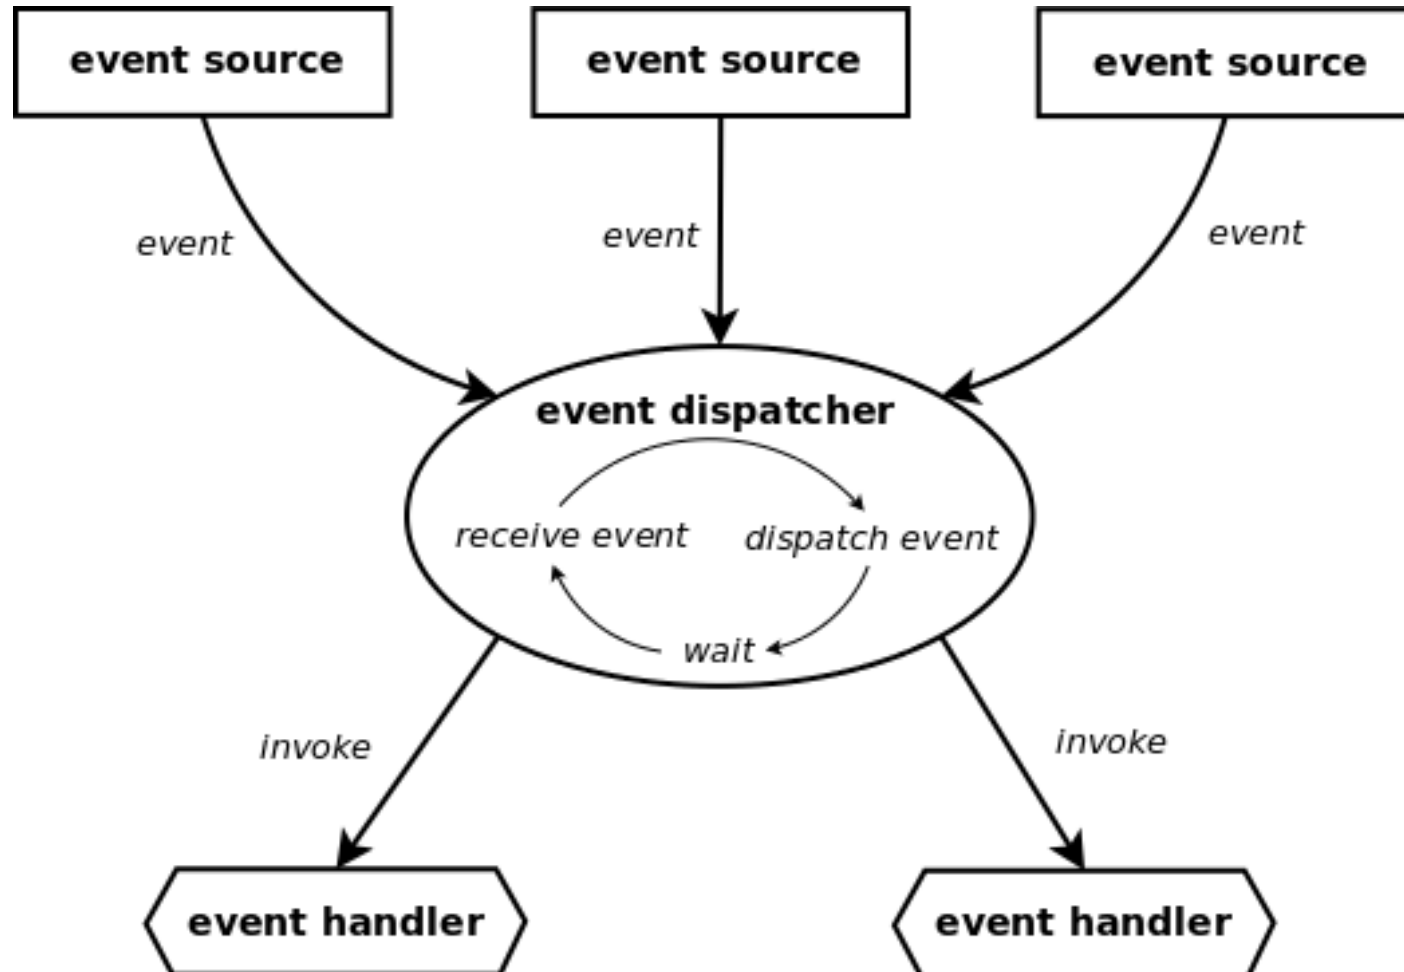 event source
event source
event source
event
event
event
event dispatcher
receive event
dispatch event
wait
invoke
invoke
event handler
event handler